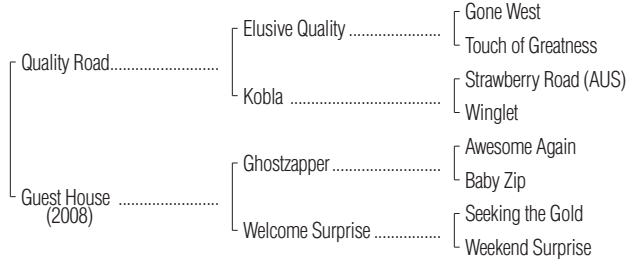 Gone West
Elusive Quality ......................
Touch of Greatness
Quality Road..........................
Strawberry Road (AUS)
Kobla ....................................
Winglet
Awesome Again
Ghostzapper..........................
Baby Zip
Guest House ........................
(2008)
Seeking the Gold
Welcome Surprise ................
Weekend Surprise